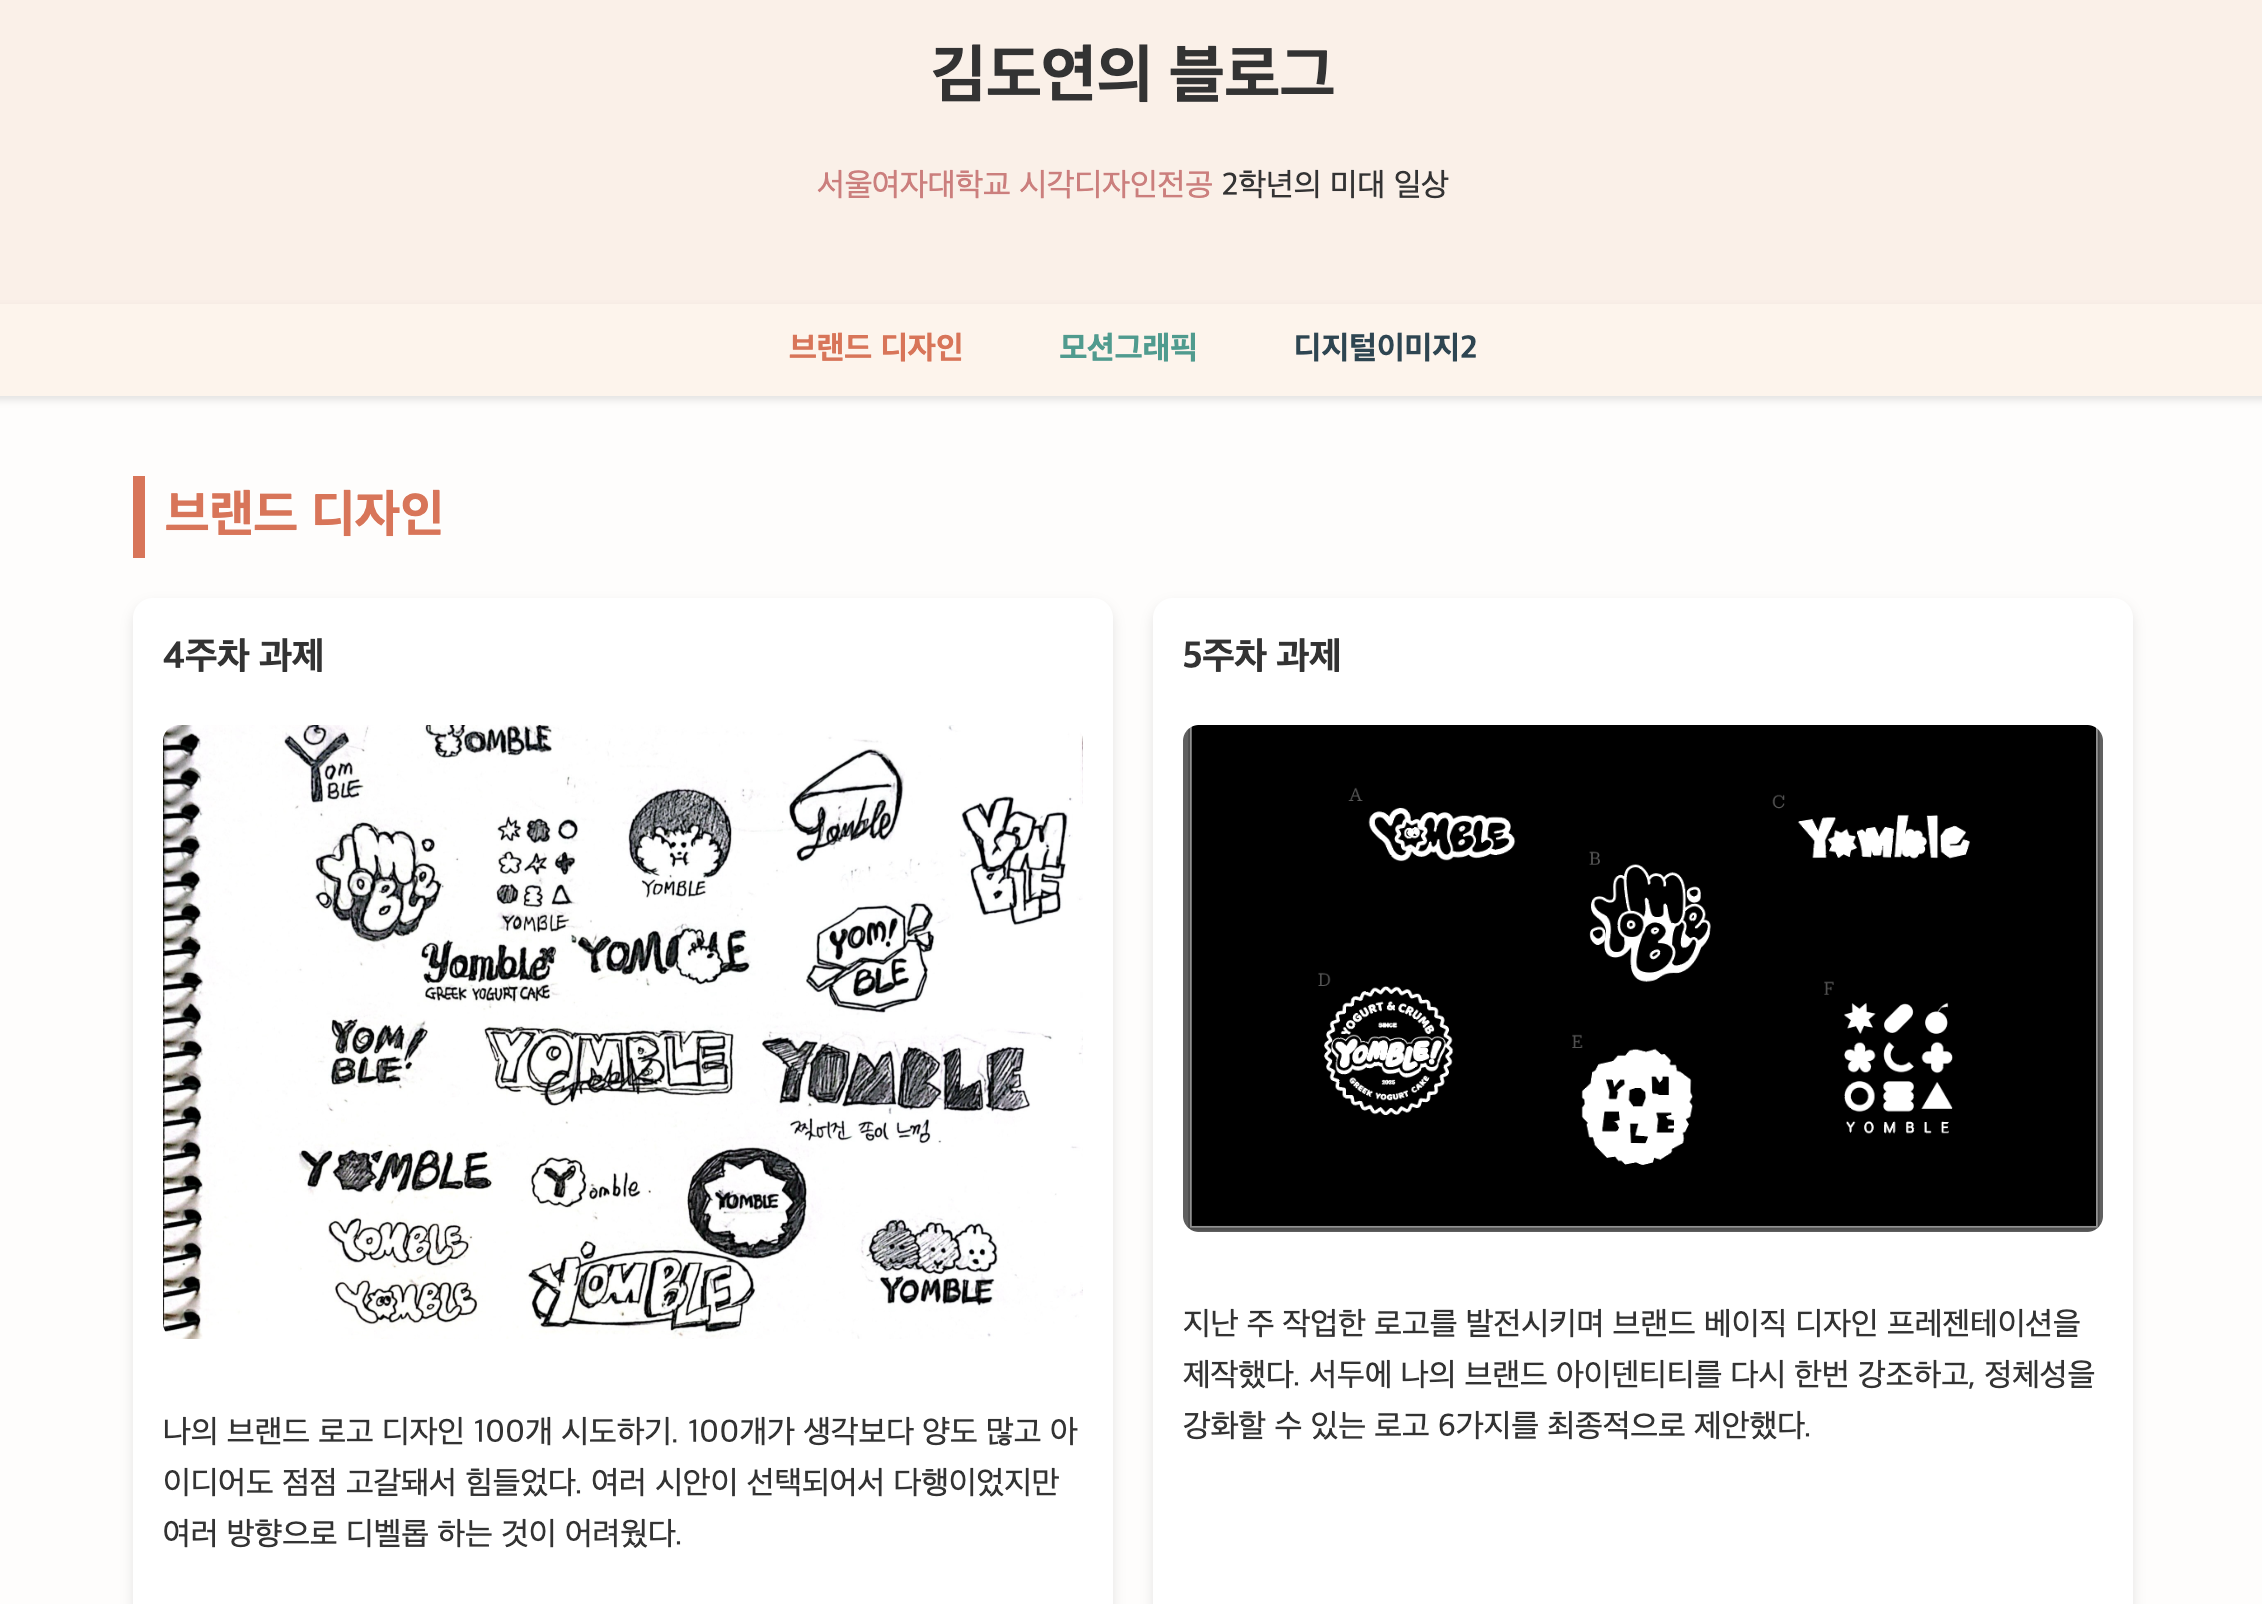 김도연의 블로그
서울여자대학교 시각디자인전공 2학년의 미대 일상
브랜드 디자인
모션그래픽
디지털이미지2
브랜드 디자인
4주차 과제
Yom
BLE
YOMBLE
YOMBLE
YOMBLE
YOMBLE
Yomble
YOM
BLE
Yomble
GREEK YOGURT CAKE
YOM!
BLE
YOM
BLE!
YOMBLE
Greek
YOMBLE
찢어진 종이 느낌.
YOMBLE
Yomble.
YOMBLE
YOMBLE
YOMBLE
YOMBLE
YOMBLE
나의 브랜드 로고 디자인 100개 시도하기. 100개가 생각보다 양도 많고 아
이디어도 점점 고갈돼서 힘들었다. 여러 시안이 선택되어서 다행이었지만
여러 방향으로 디벨롭 하는 것이 어려웠다.
5주차 과제
A
YOMBLE
B
YOMBLE
C
Yomble
D
YOGURT & CRUMB
SINCE
YOMBLE!
2025
GREEK YOGURT CAKE
E
YOM
BLE
F
YOMBLE
지난 주 작업한 로고를 발전시키며 브랜드 베이직 디자인 프레젠테이션을
제작했다. 서두에 나의 브랜드 아이덴티티를 다시 한번 강조하고, 정체성을
강화할 수 있는 로고 6가지를 최종적으로 제안했다.